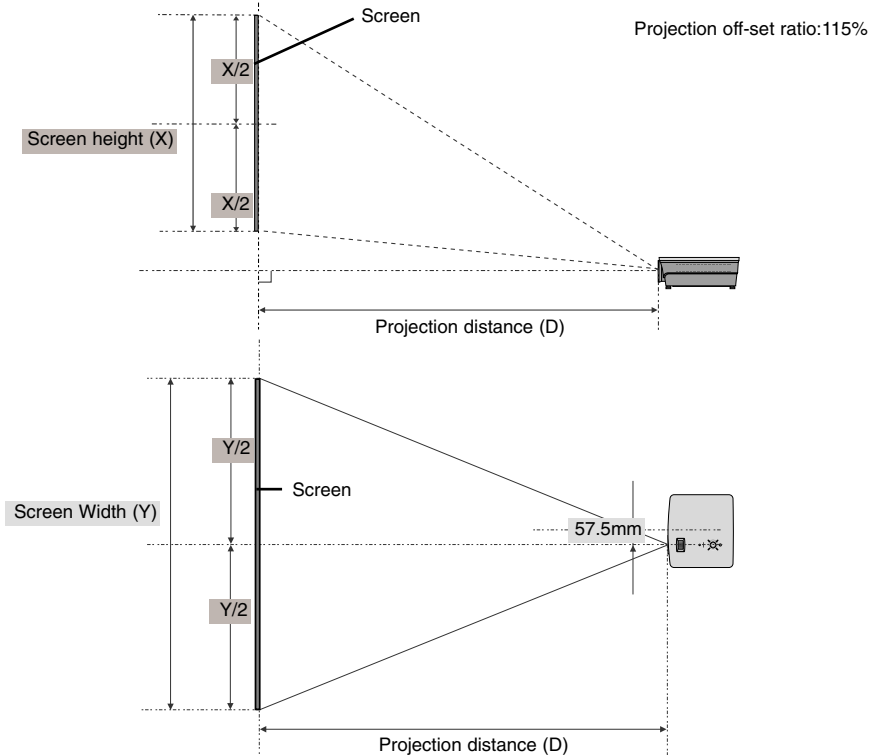 Screen
Projection off-set ratio:115%
X/2
Screen height (X)
X/2
Projection distance (D)
Y/2
Screen
Screen Width (Y)
57.5mm
Y/2
Projection distance (D)